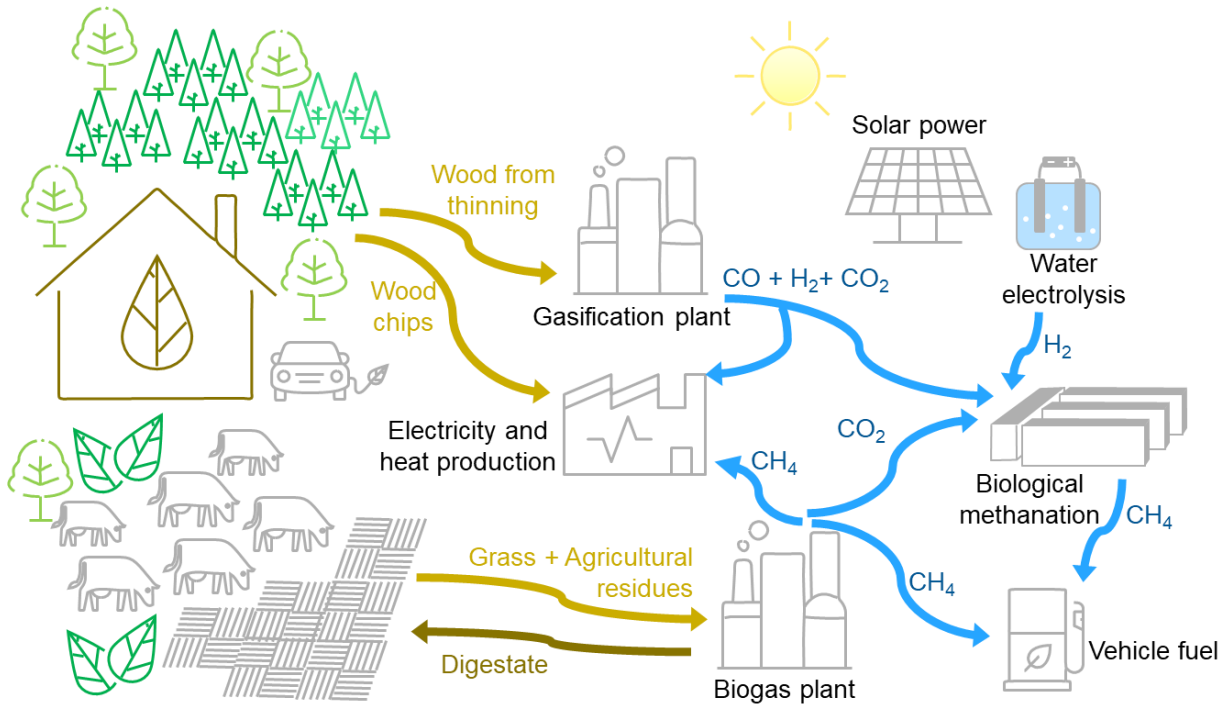 Solar power
Wood from
thinning
Water
electrolysis
Gasification plant
CO + H₂+ CO₂
H₂
Wood
chips
Electricity and
heat production
CO₂
CH₄
Biological
methanation
CH₄
Grass + Agricultural
residues
CH₄
Digestate
Biogas plant
Vehicle fuel